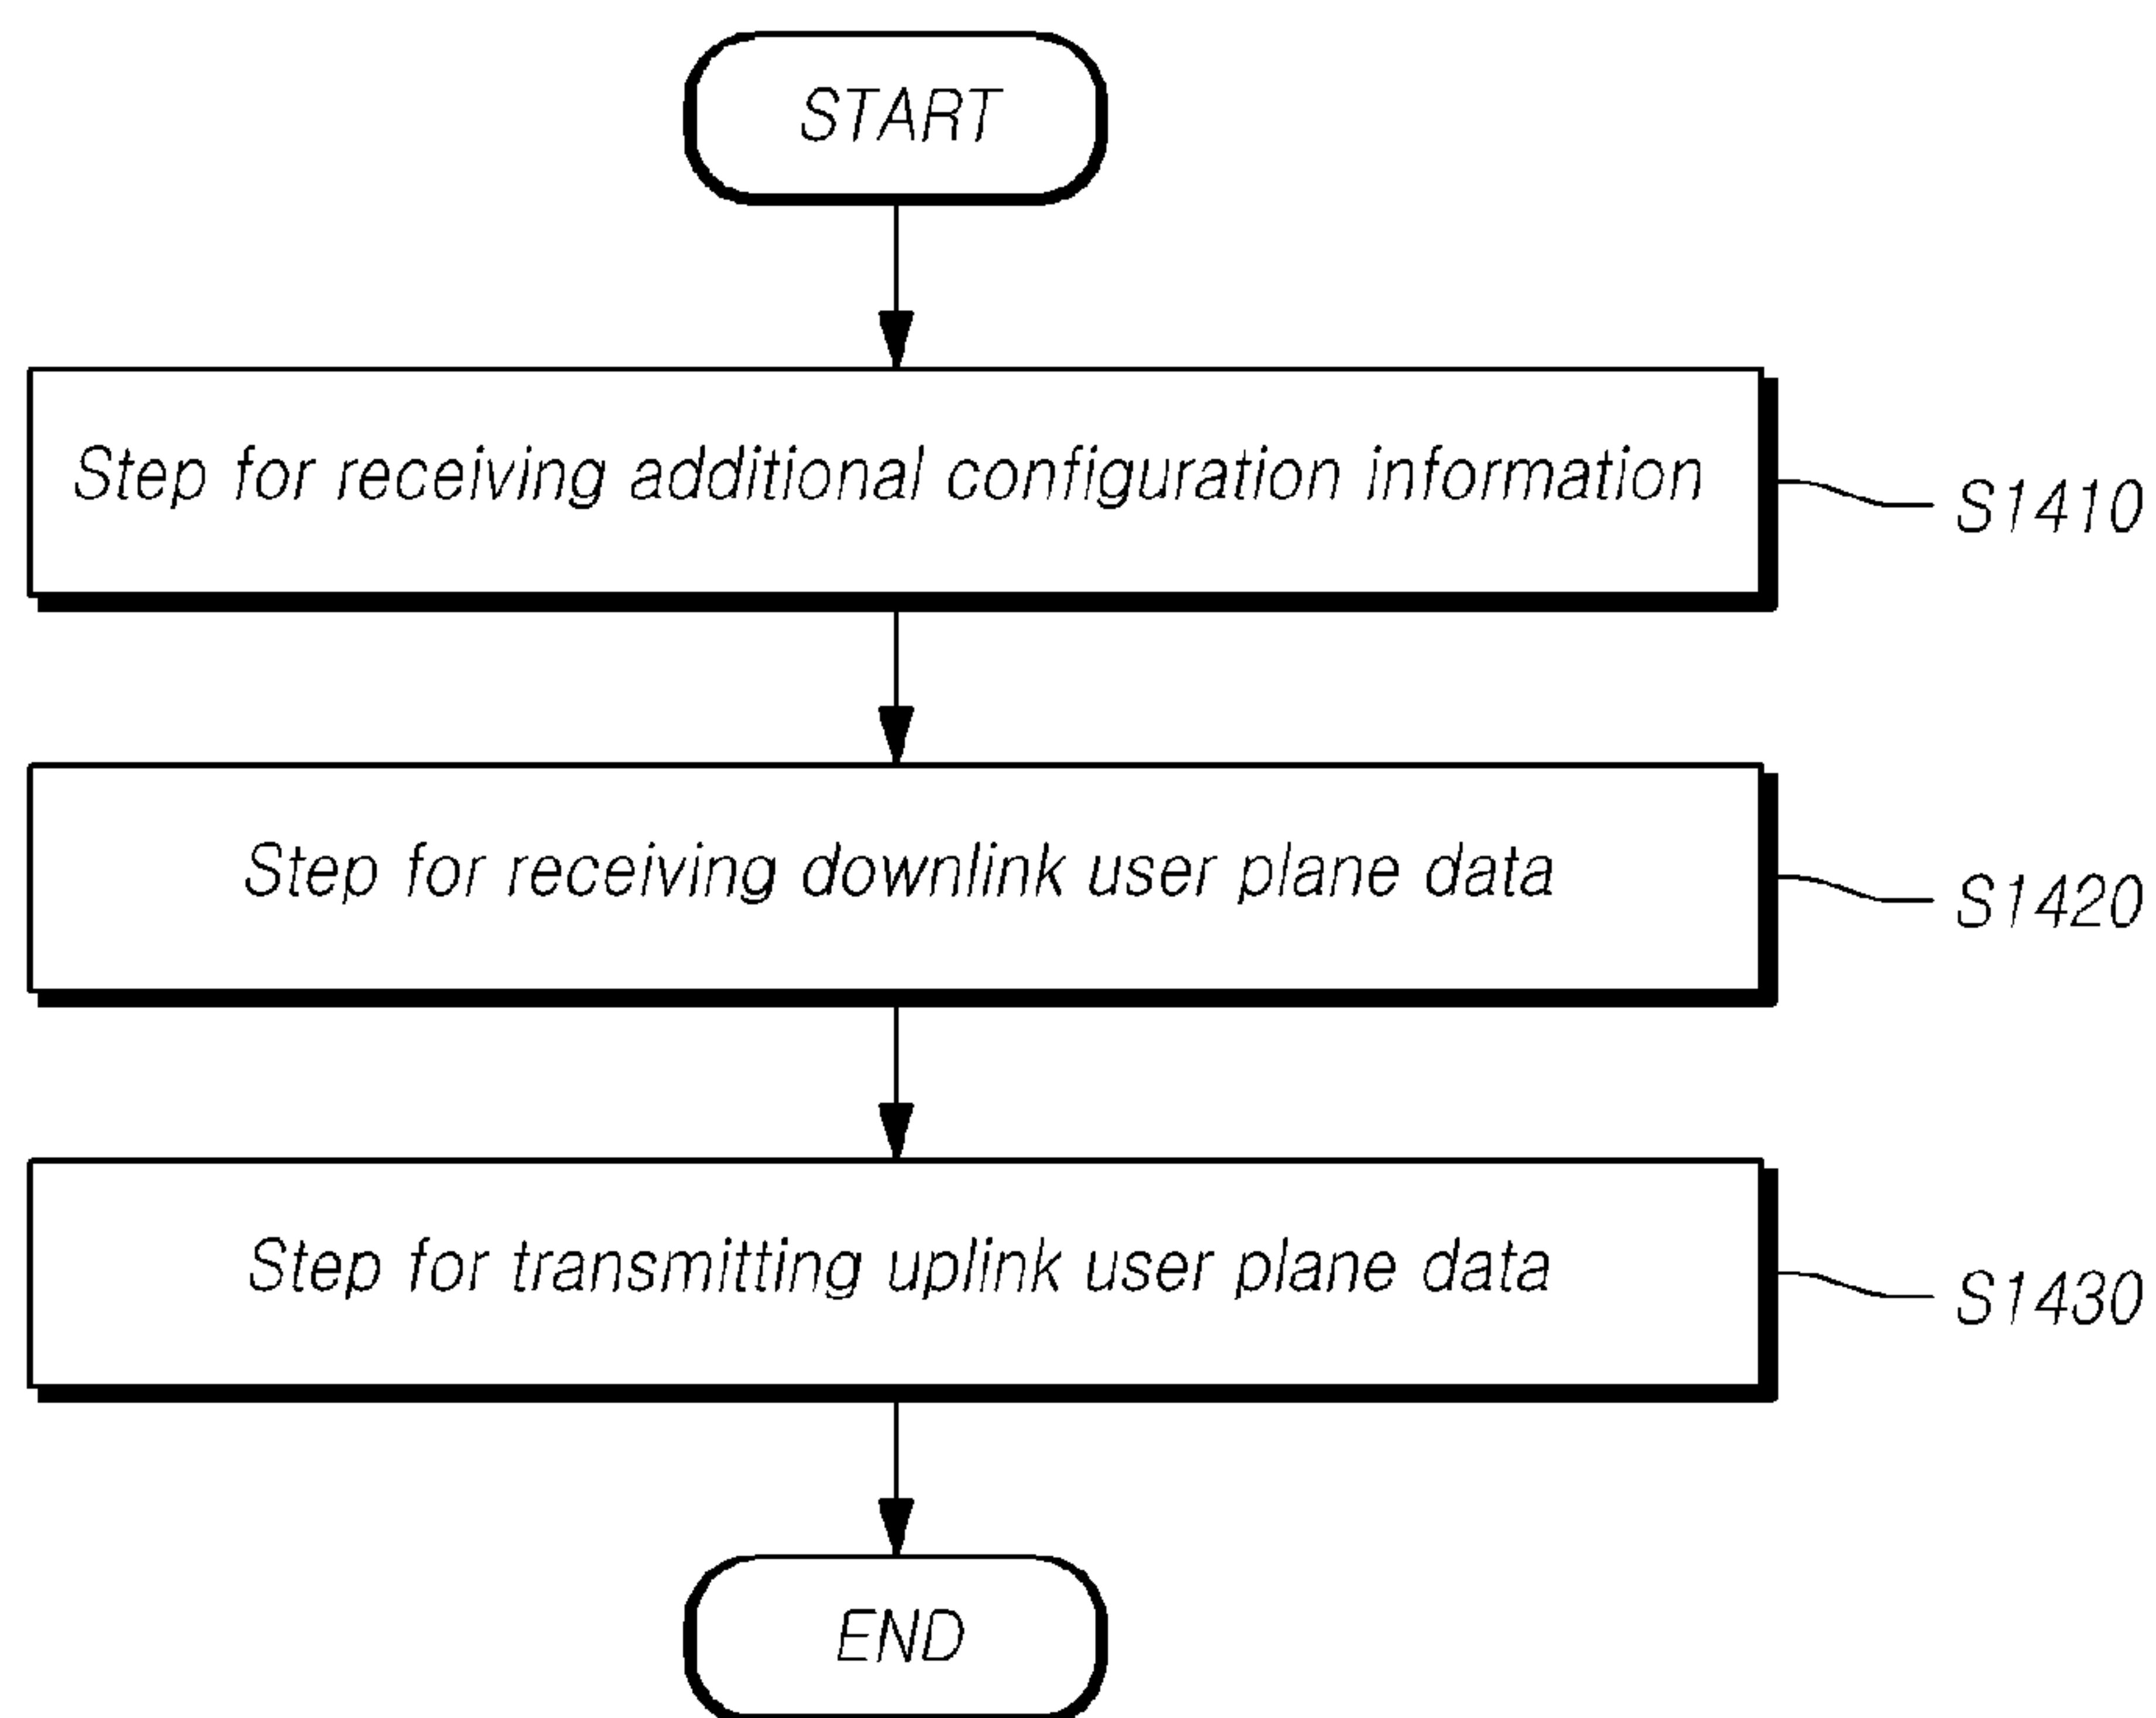 START
Step for receiving additional configuration information
S1410
Step for receiving downlink user plane data
S1420
Step for transmitting uplink user plane data
S1430
END